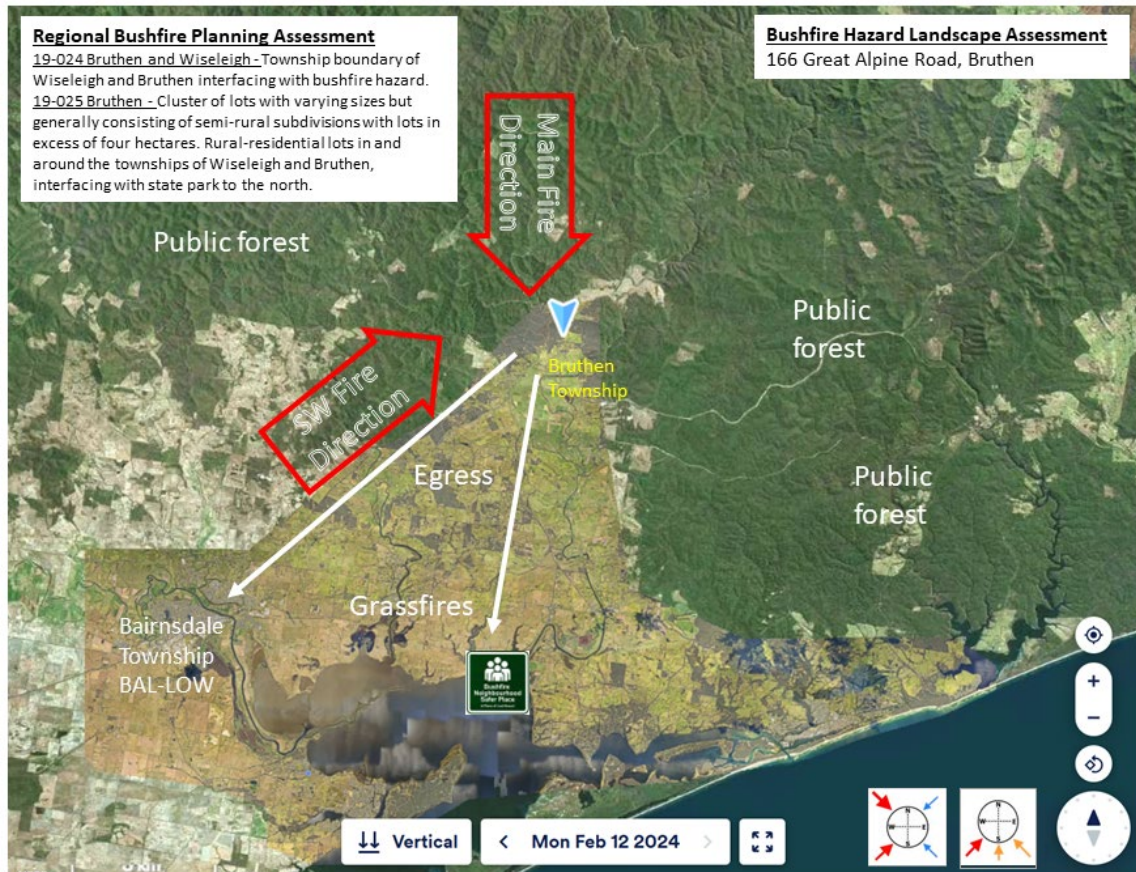 Regional Bushfire Planning Assessment
19-024 Bruthen and Wiseleigh - Township boundary of
Wiseleigh and Bruthen interfacing with bushfire hazard.
19-025 Bruthen - Cluster of lots with varying sizes but
generally consisting of semi-rural subdivisions with lots in
excess of four hectares. Rural-residential lots in and
around the townships of Wiseleigh and Bruthen,
interfacing with state park to the north.
Bushfire Hazard Landscape Assessment
166 Great Alpine Road, Bruthen
Main Fire
Direction
Public forest
Public
forest
Bruthen
Township
SW Fire
Direction
Egress
Public
forest
Grassfires
Bairnsdale
Township
BAL-LOW
Bushfire
Neighbourhood
Safer Place
Vertical
Mon Feb 12 2024
N
W
E
S
N
W
E
S